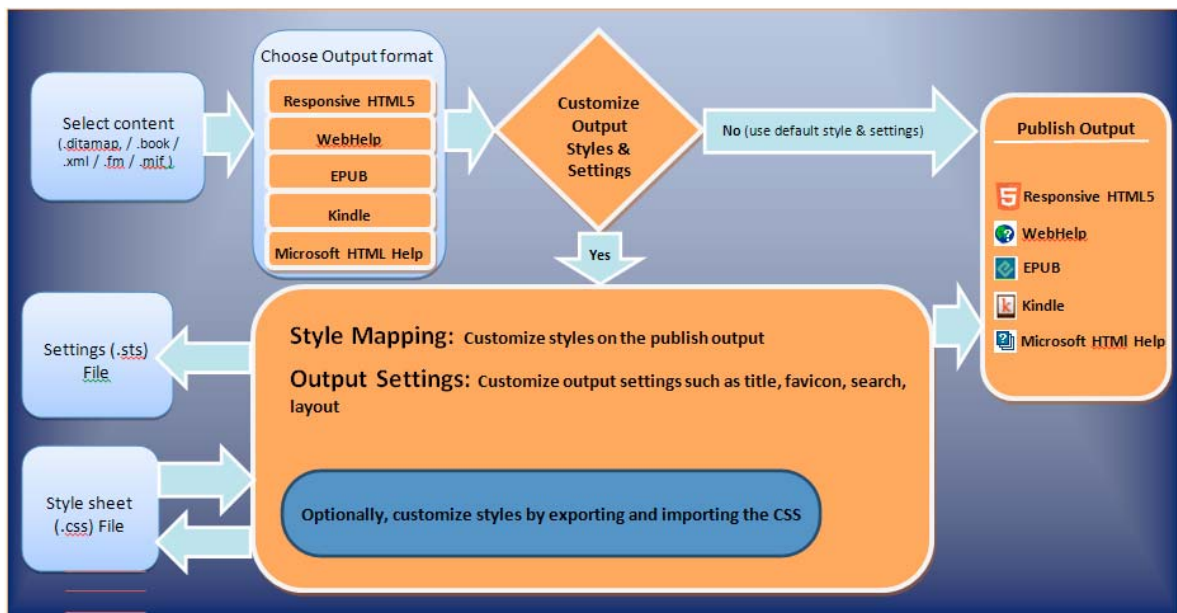 Select content
(.ditamap, / .book /
.xml / .fm / .mif,)
Choose Output format
Responsive HTML5
WebHelp
EPUB
Kindle
Microsoft HTML Help
Customize
Output
Styles &
Settings
No (use default style & settings)
Yes
Publish Output
Responsive HTML5
WebHelp
EPUB
Kindle
Microsoft HTMl Help
Settings (.sts)
File
Style sheet
(.css) File
Style Mapping: Customize styles on the publish output
Output Settings: Customize output settings such as title, favicon, search,
layout
Optionally, customize styles by exporting and importing the CSS